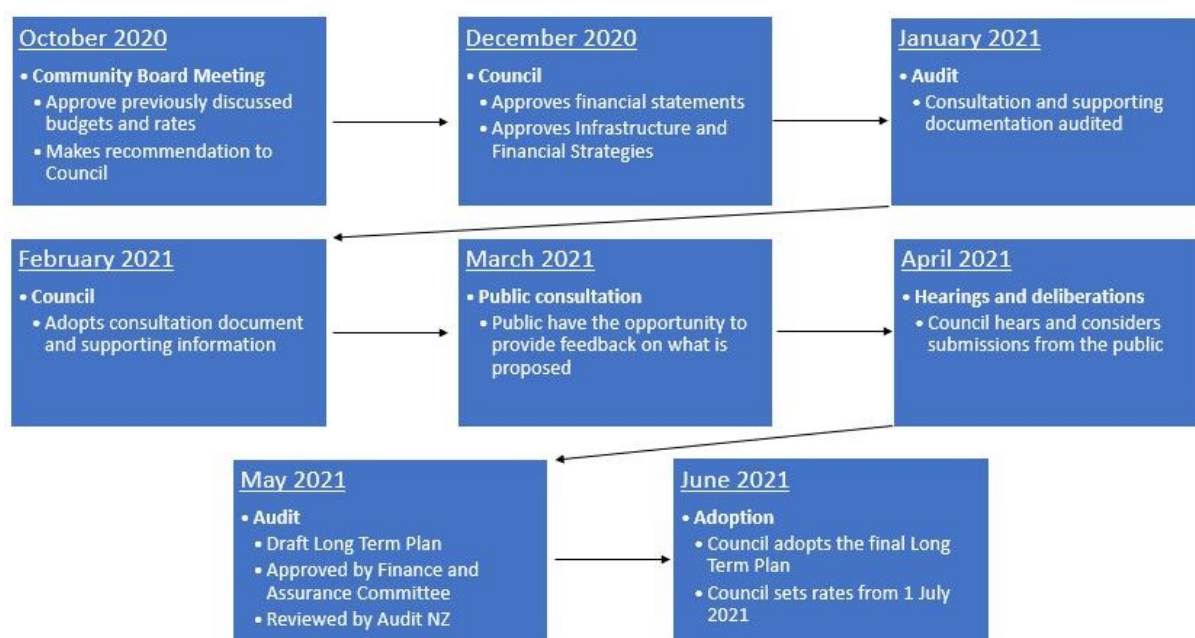 October 2020
• Community Board Meeting
• Approve previously discussed
budgets and rates
• Makes recommendation to
Council
December 2020
• Council
• Approves financial statements
• Approves Infrastructure and
Financial Strategies
January 2021
• Audit
• Consultation and supporting
documentation audited
February 2021
• Council
• Adopts consultation document
and supporting information
March 2021
• Public consultation
• Public have the opportunity to
provide feedback on what is
proposed
April 2021
• Hearings and deliberations
• Council hears and considers
submissions from the public
May 2021
• Audit
• Draft Long Term Plan
• Approved by Finance and
Assurance Committee
• Reviewed by Audit NZ
June 2021
• Adoption
• Council adopts the final Long
Term Plan
• Council sets rates from 1 July
2021